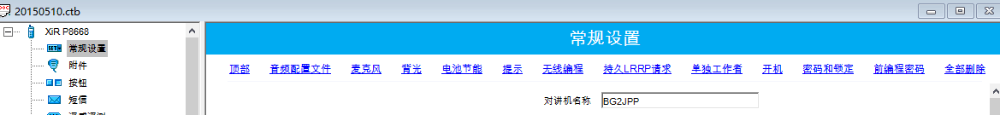 20150510.ctb
XiR P8668
常规设置
附件
按钮
短信
常规设置
顶部 音频配置文件 麦克风 背光 电池节能 提示 无线编程 持久LRRP请求 单独工作者 开机 密码和锁定 前编程密码 全部删除
对讲机名称 BG2JPP